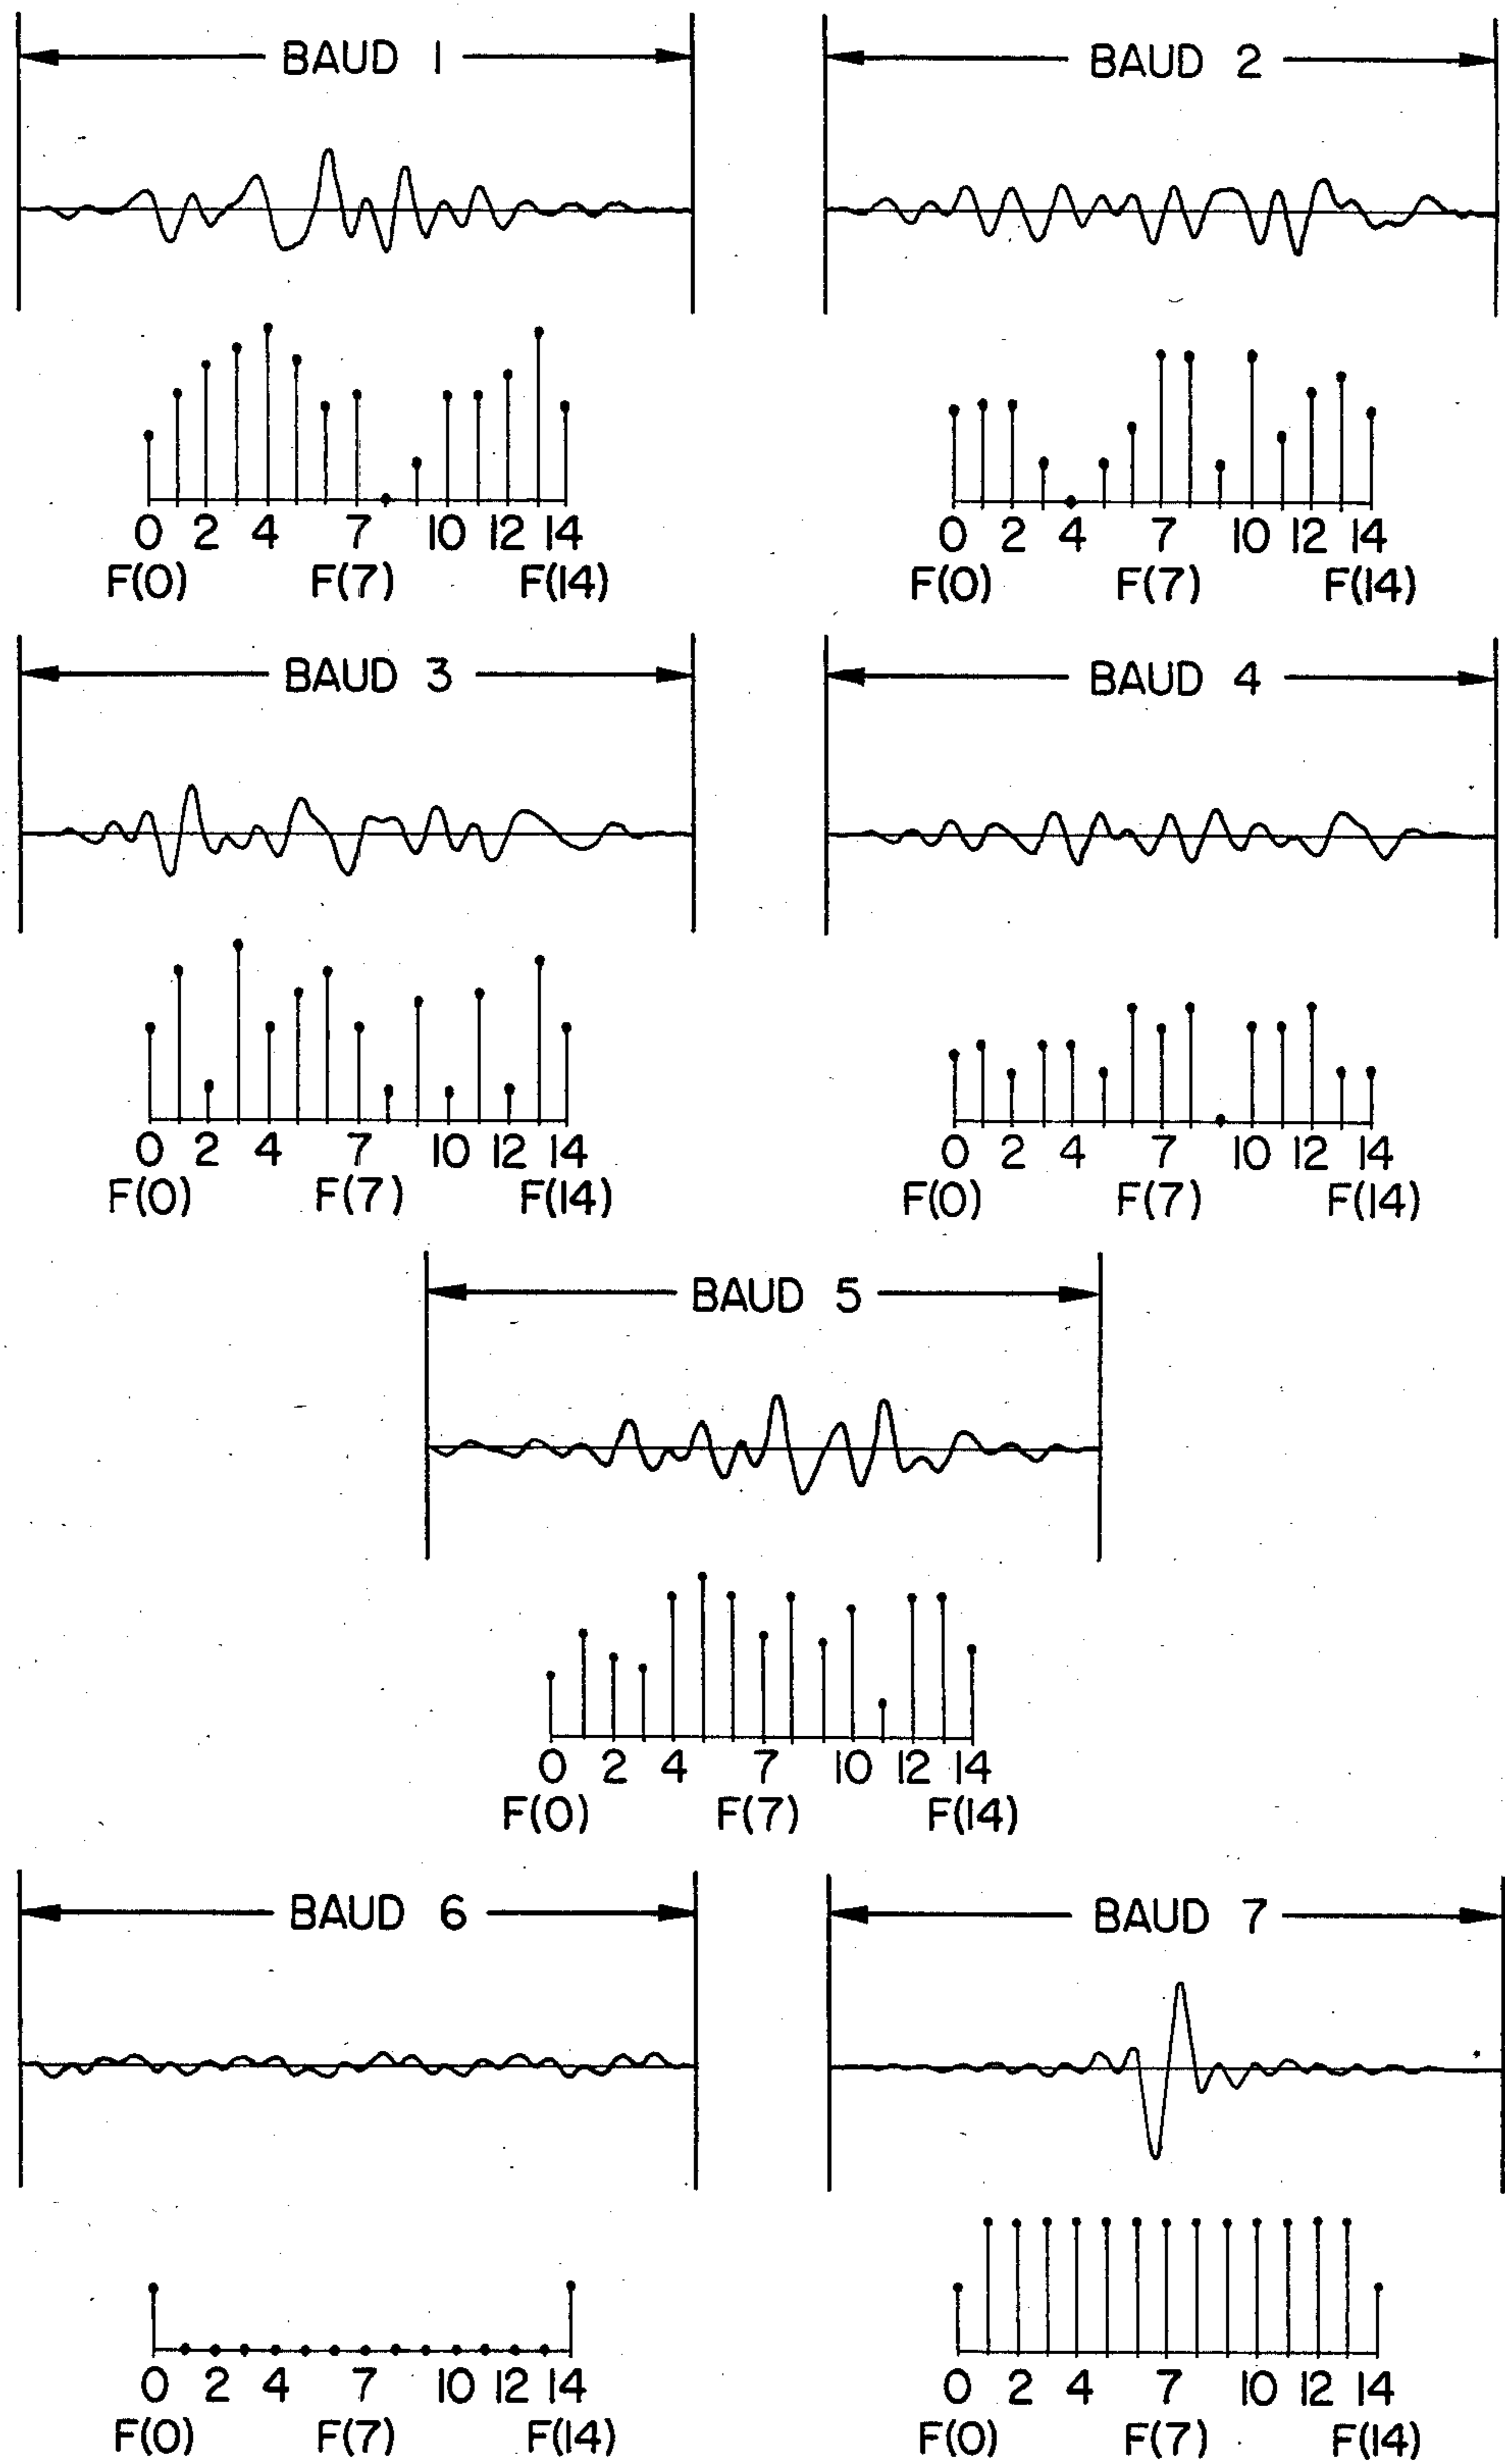 BAUD 1 BAUD 2
0 2 4 7 10 12 14 0 2 4 7 10 12 14
F(0) F(7) F(14) F(0) F(7) F(14)
BAUD 3 BAUD 4
0 2 4 7 10 12 14 0 2 4 7 10 12 14
F(0) F(7) F(14) F(0) F(7) F(14)
BAUD 5
0 2 4 7 10 12 14
F(0) F(7) F(14)
BAUD 6 BAUD 7
0 2 4 7 10 12 14 0 2 4 7 10 12 14
F(0) F(7) F(14) F(0) F(7) F(14)